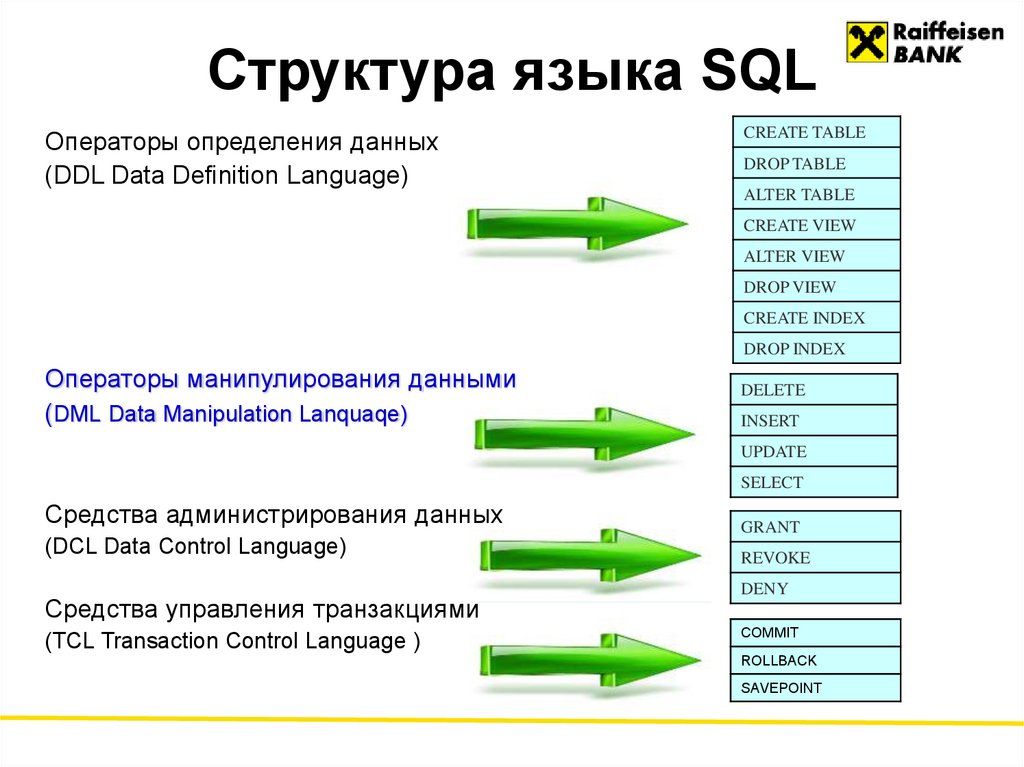 Raiffeisen
BANK
Структура языка SQL
Операторы определения данных
(DDL Data Definition Language)
CREATE TABLE
DROP TABLE
ALTER TABLE
CREATE VIEW
ALTER VIEW
DROP VIEW
CREATE INDEX
DROP INDEX
Операторы манипулирования данными
(DML Data Manipulation Lanquaqe)
DELETE
INSERT
UPDATE
SELECT
Средства администрирования данных
(DCL Data Control Language)
GRANT
REVOKE
DENY
Средства управления транзакциями
(TCL Transaction Control Language )
COMMIT
ROLLBACK
SAVEPOINT